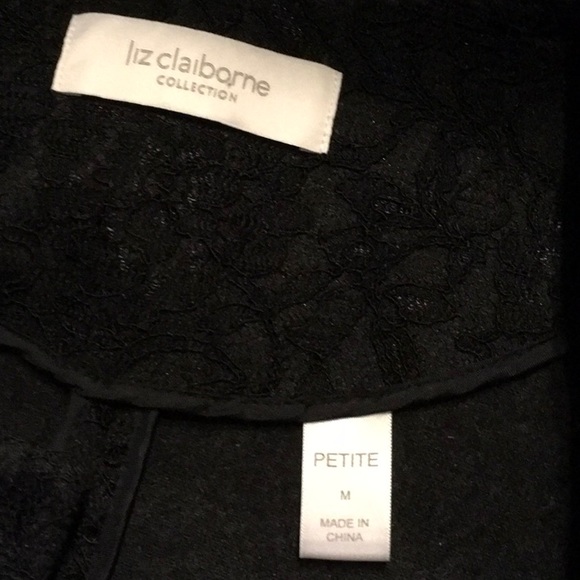 liz claiborne
COLLECTION
PETITE
M
MADE IN
CHINA